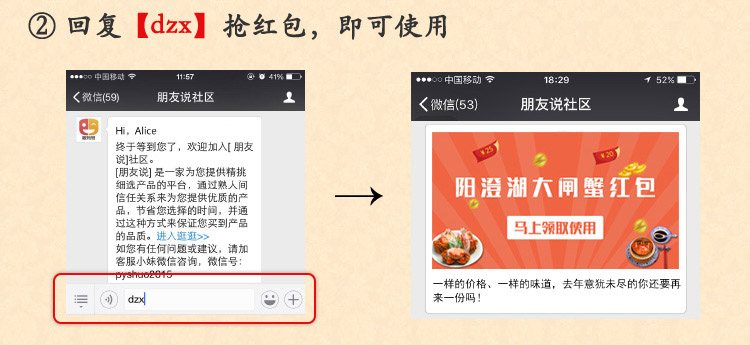 ② 回复【dzx】抢红包，即可使用
中国移动 11:57 41%
微信(59) 朋友说社区
Hi，Alice
终于等到您了，欢迎加入[ 朋友
说]社区。
[朋友说] 是一家为您提供精挑
细选产品的平台，通过熟人间
信任关系来为您提供优质的产
品，节省您选择的时间，并通
过这种方式来保证您买到产品
的品质。进入逛逛>>
如您有任何问题或建议，请加
客服小妹微信咨询，微信号：
pyshuo2015
dzx
中国移动 18:29 52%
微信(53) 朋友说社区
¥25
¥20
阳澄湖大闸蟹红包
马上领取使用
一样的价格、一样的味道，去年意犹未尽的你还要再
来一份吗！